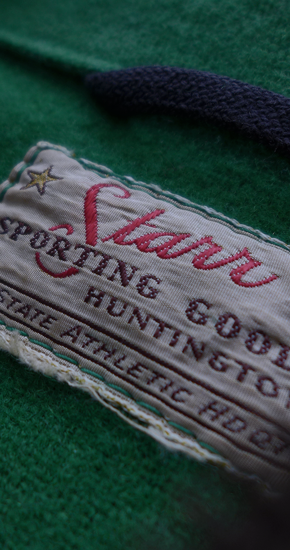 Starr
SPORTING GOOD
HUNTINGTO
STATE ATHLETIC HDQ